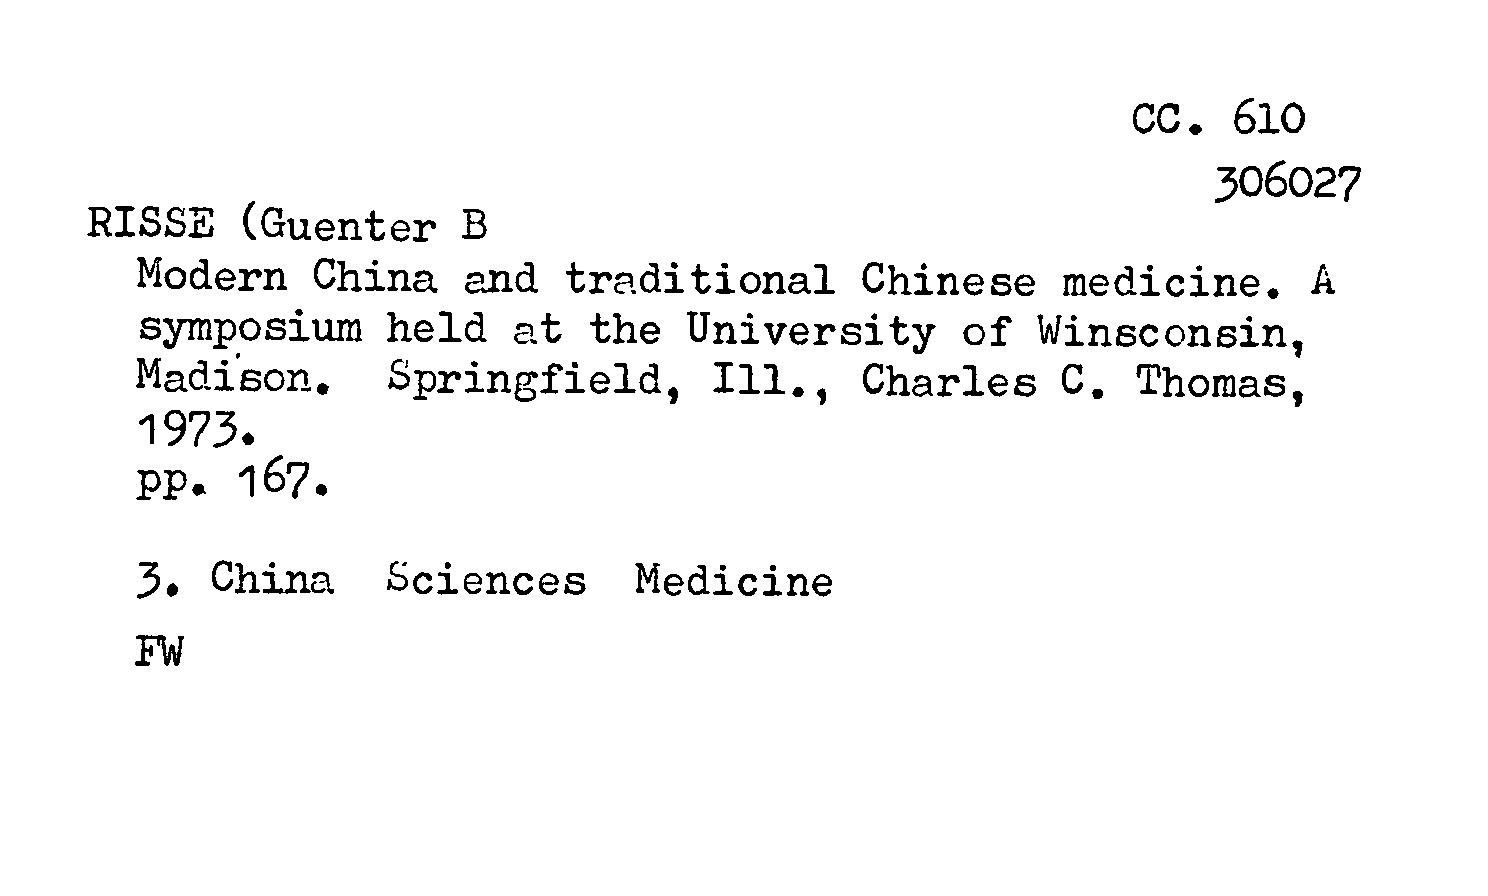 CC. 610
306027
RISSE (Guenter B
Modern China and traditional Chinese medicine. A
symposium held at the University of Winsconsin,
Madison. Springfield, Ill., Charles C. Thomas,
1973.
pp. 167.
3. China Sciences Medicine
FW